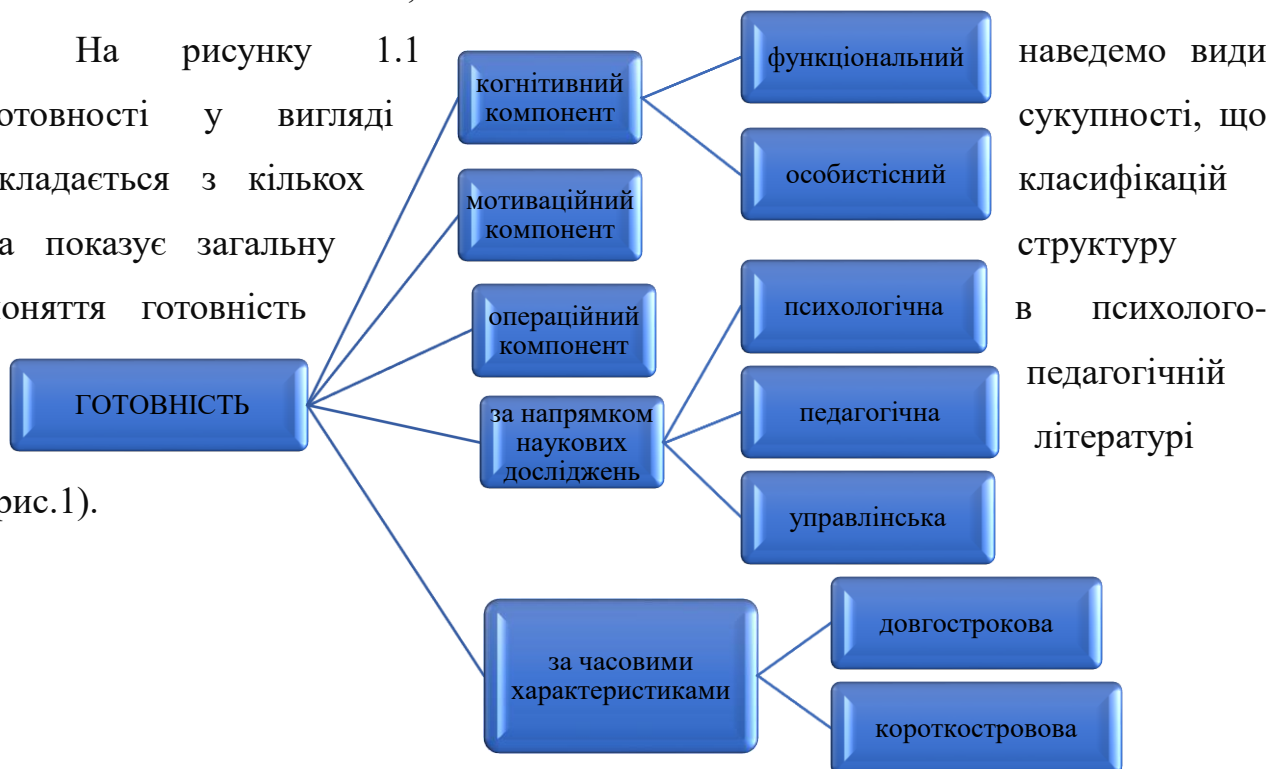 На рисунку 1.1 наведемо види
отовності у вигляді сукупності, що
кладається з кількох класифікацій
а показує загальну структуру
оняття готовність в психолого-
педагогічній
літературі
рис.1).
ГОТОВНІСТЬ
когнітивний
компонент
функціональний
особистісний
мотиваційний
компонент
операційний
компонент
за напрямком
наукових
досліджень
психологічна
педагогічна
управлінська
за часовими
характеристиками
довгострокова
короткостровова